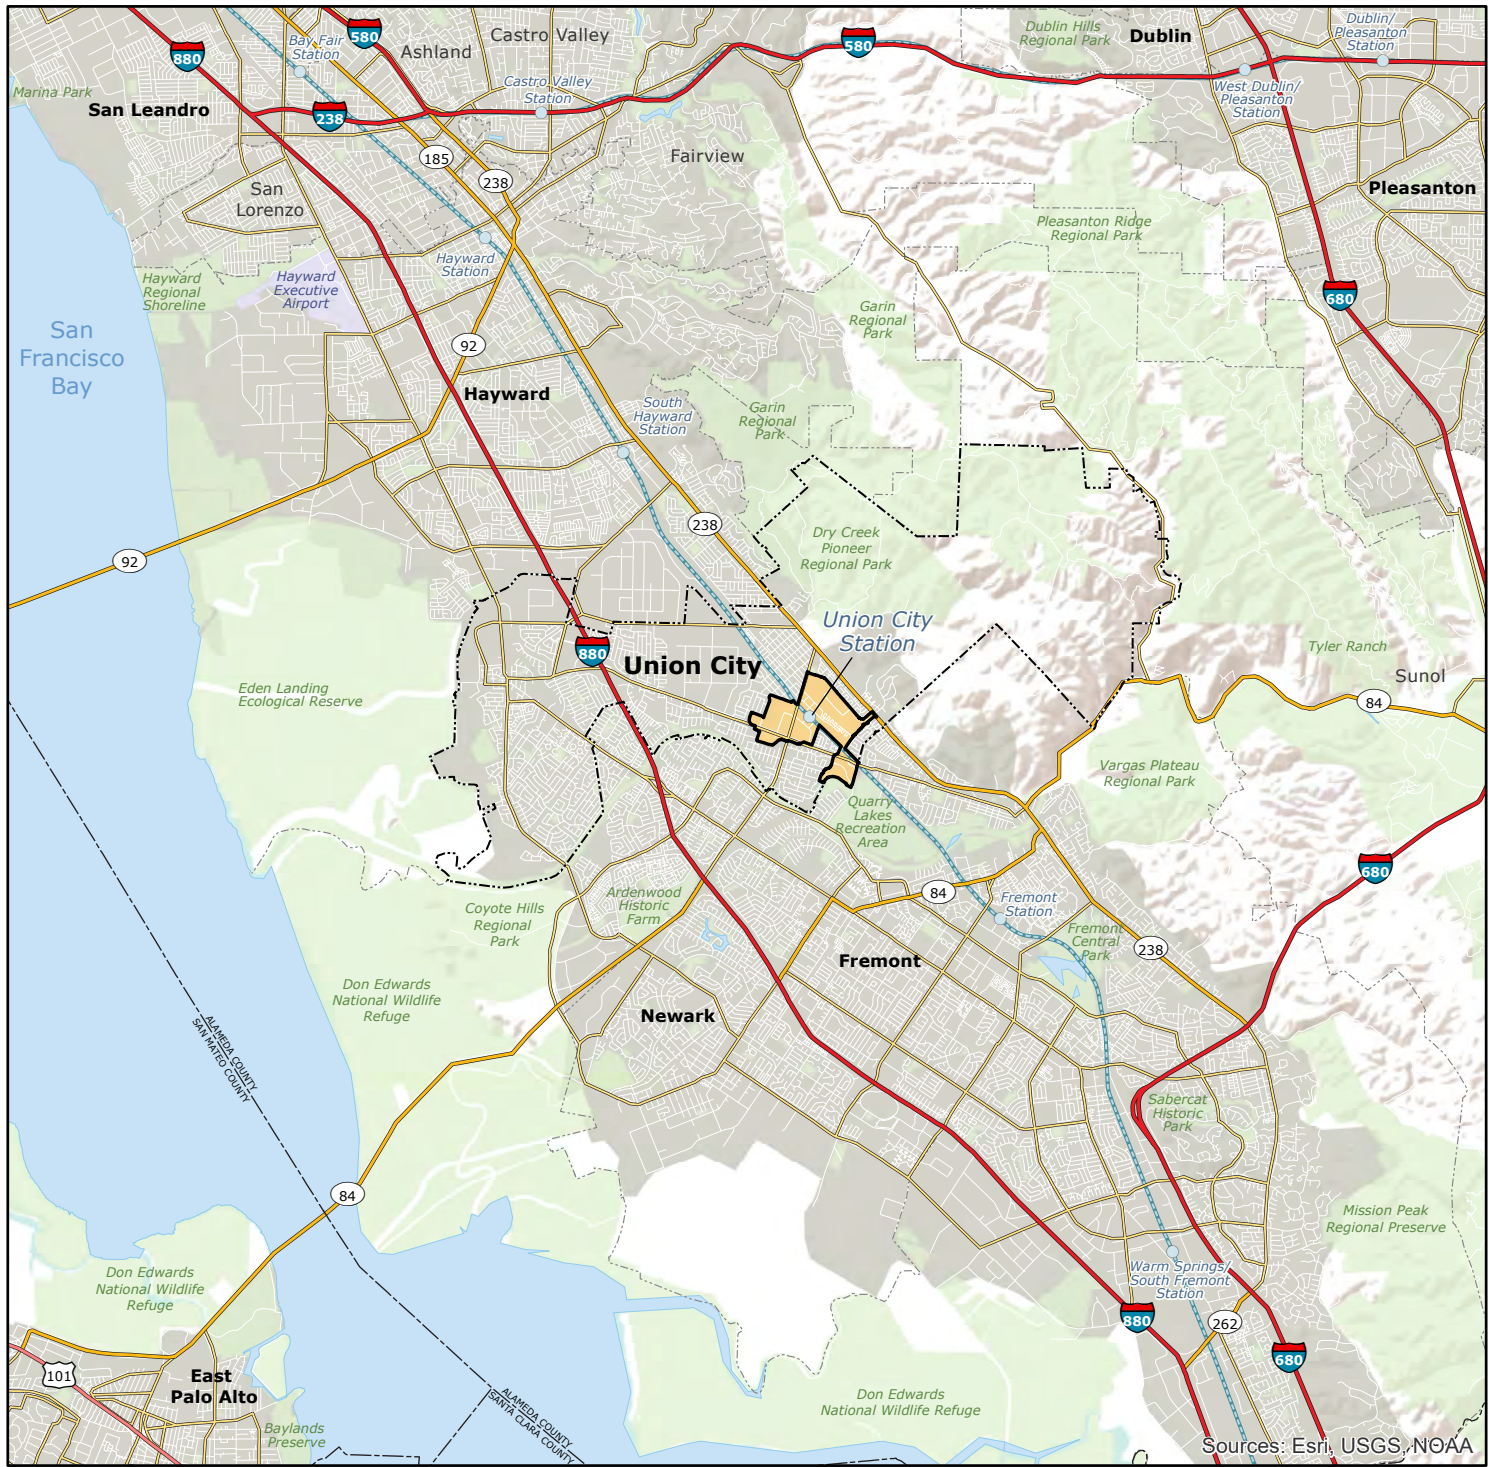 Dublin Hills
Regional Park
Dublin
Dublin/
Pleasanton
Station
580
Castro Valley
Ashland
Bay Fair
Station
880
580
Castro Valley
Station
West Dublin/
Pleasanton
Station
Marina Park
San Leandro
238
185
Fairview
238
San
Lorenzo
Pleasanton
Pleasanton Ridge
Regional Park
Hayward
Station
Hayward
Regional
Shoreline
Hayward
Executive
Airport
680
Garin
Regional
Park
San
Francisco
Bay
92
Hayward
South
Hayward
Station
Garin
Regional
Park
238
Dry Creek
Pioneer
Regional Park
92
Union City
Station
880
Union City
Tyler Ranch
Sunol
84
Eden Landing
Ecological Reserve
Vargas Plateau
Regional Park
Quarry
Lakes
Recreation
Area
680
Ardenwood
Historic
Farm
84
Fremont
Station
Coyote Hills
Regional
Park
Fremont
Central
Park
238
Fremont
Don Edwards
National Wildlife
Refuge
Newark
ALAMEDA COUNTY
SAN MATEO COUNTY
Sabercat
Historic
Park
84
Mission Peak
Regional Preserve
Don Edwards
National Wildlife
Refuge
Warm Springs/
South Fremont
Station
880
262
680
101
East
Palo Alto
Don Edwards
National Wildlife Refuge
ALAMEDA COUNTY
SANTA CLARA COUNTY
Baylands
Preserve
Sources: Esri, USGS, NOAA